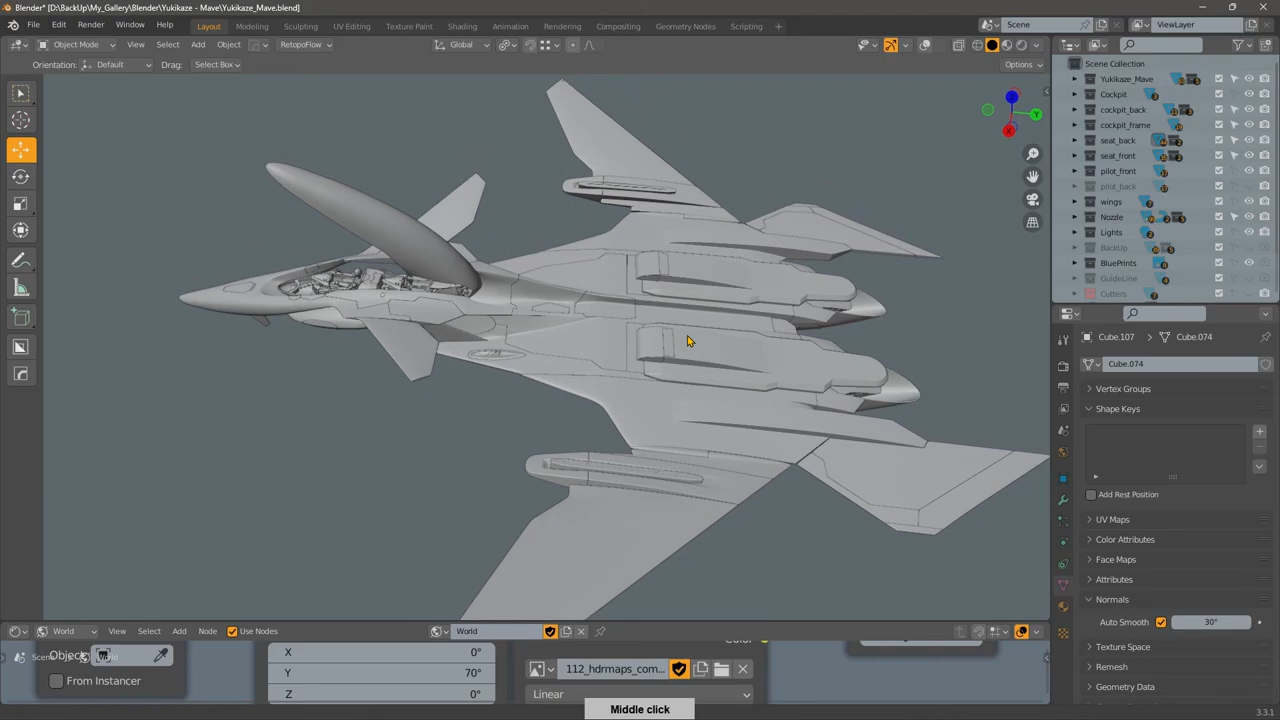 Blender* [D:\BackUp\My_Gallery\Blender\Yukikaze - Mave\Yukikaze_Mave.blend]
File Edit Render Window Help Layout Modeling Sculpting UV Editing Texture Paint Shading Animation Rendering Compositing Geometry Nodes Scripting + Scene ViewLayer
Object Mode View Select Add Object RetopoFlow Global
Orientation: Default Drag: Select Box Options
Scene Collection
Yukikaze_Mave
Cockpit
cockpit_back
cockpit_frame
seat_back
seat_front
pilot_front
pilot_back
wings
Nozzle
Lights
BackUp
BluePrints
GuideLine
Cutters
Z
Y
X
Cube.107 Cube.074
Cube.074
Vertex Groups
Shape Keys
Add Rest Position
UV Maps
Color Attributes
Face Maps
Attributes
Normals
Auto Smooth 30°
Texture Space
Remesh
Geometry Data
World View Select Add Node Use Nodes World
Object
World
From Instancer
X 0°
Y 70°
Z 0°
Color
112_hdrmaps_com...
Linear
Middle click
3.3.1